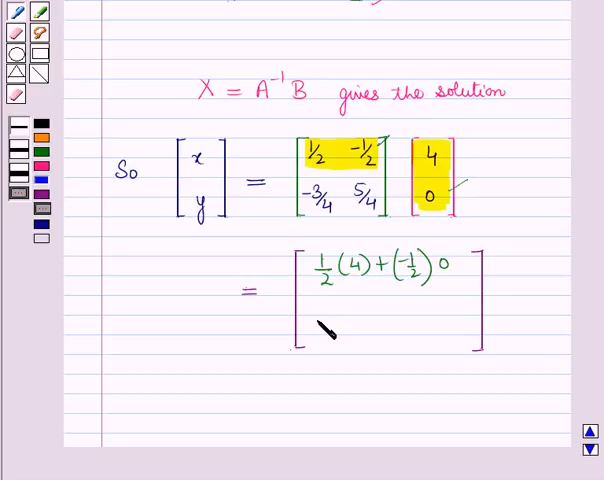 X = A⁻¹ B gives the solution
So [x y] = [1/2 -1/2 -3/4 5/4] [4 0]
= [1/2 (4) + (-1/2) 0